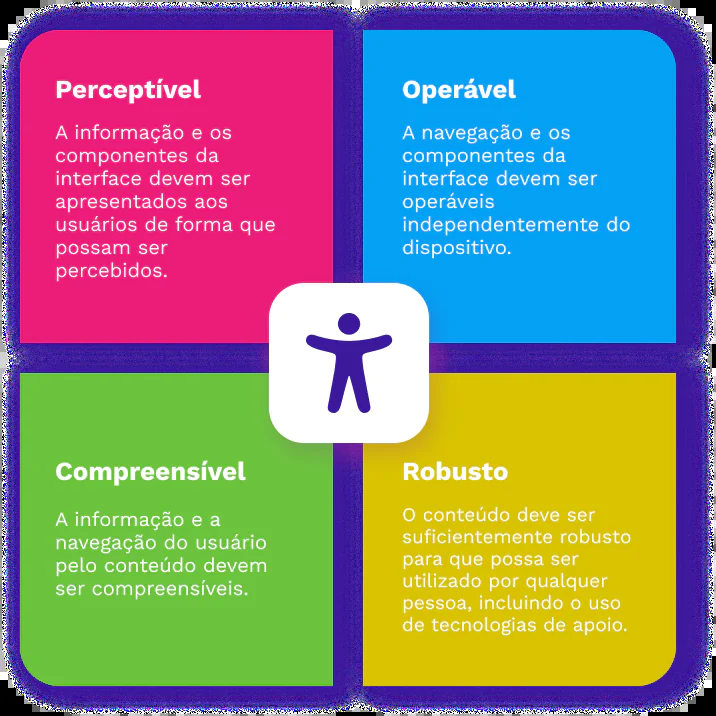 Perceptível
A informação e os
componentes da
interface devem ser
apresentados aos
usuários de forma que
possam ser
percebidos.
Operável
A navegação e os
componentes da
interface devem ser
operáveis
independentemente do
dispositivo.
Compreensível
A informação e a
navegação do usuário
pelo conteúdo devem
ser compreensíveis.
Robusto
O conteúdo deve ser
suficientemente robusto
para que possa ser
utilizado por qualquer
pessoa, incluindo o uso
de tecnologias de apoio.